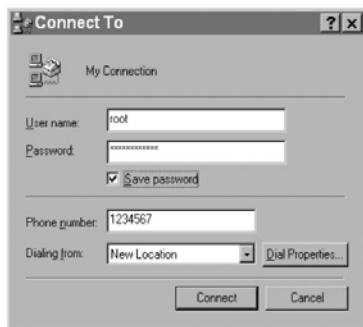 Connect To
My Connection
User name: root
Password: ************
Save password
Phone number: 1234567
Dialing from: New Location Dial Properties...
Connect Cancel